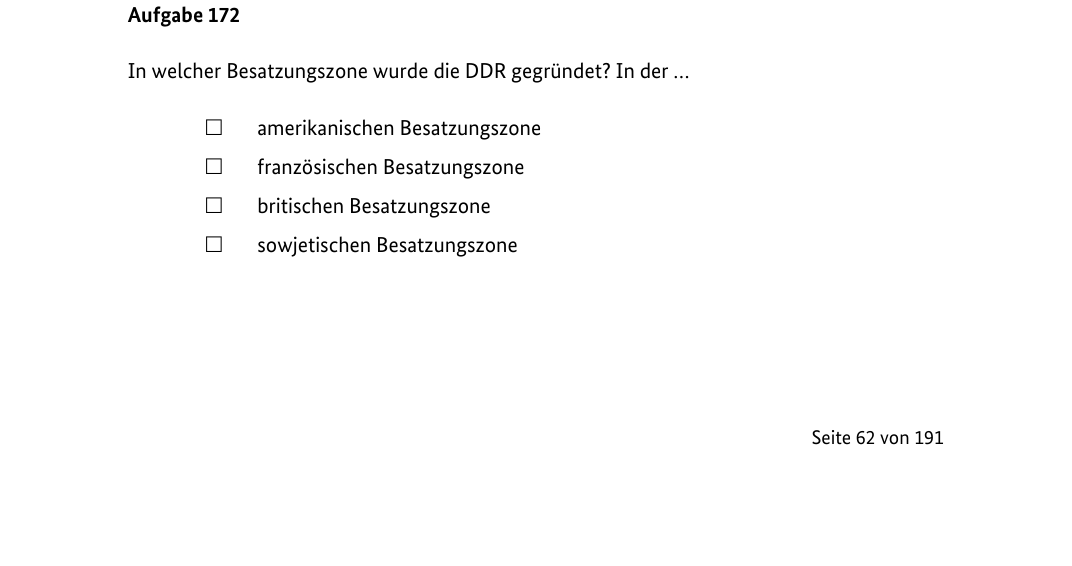 Aufgabe 172
In welcher Besatzungszone wurde die DDR gegründet? In der …
☐ amerikanischen Besatzungszone
☐ französischen Besatzungszone
☐ britischen Besatzungszone
☐ sowjetischen Besatzungszone
Seite 62 von 191